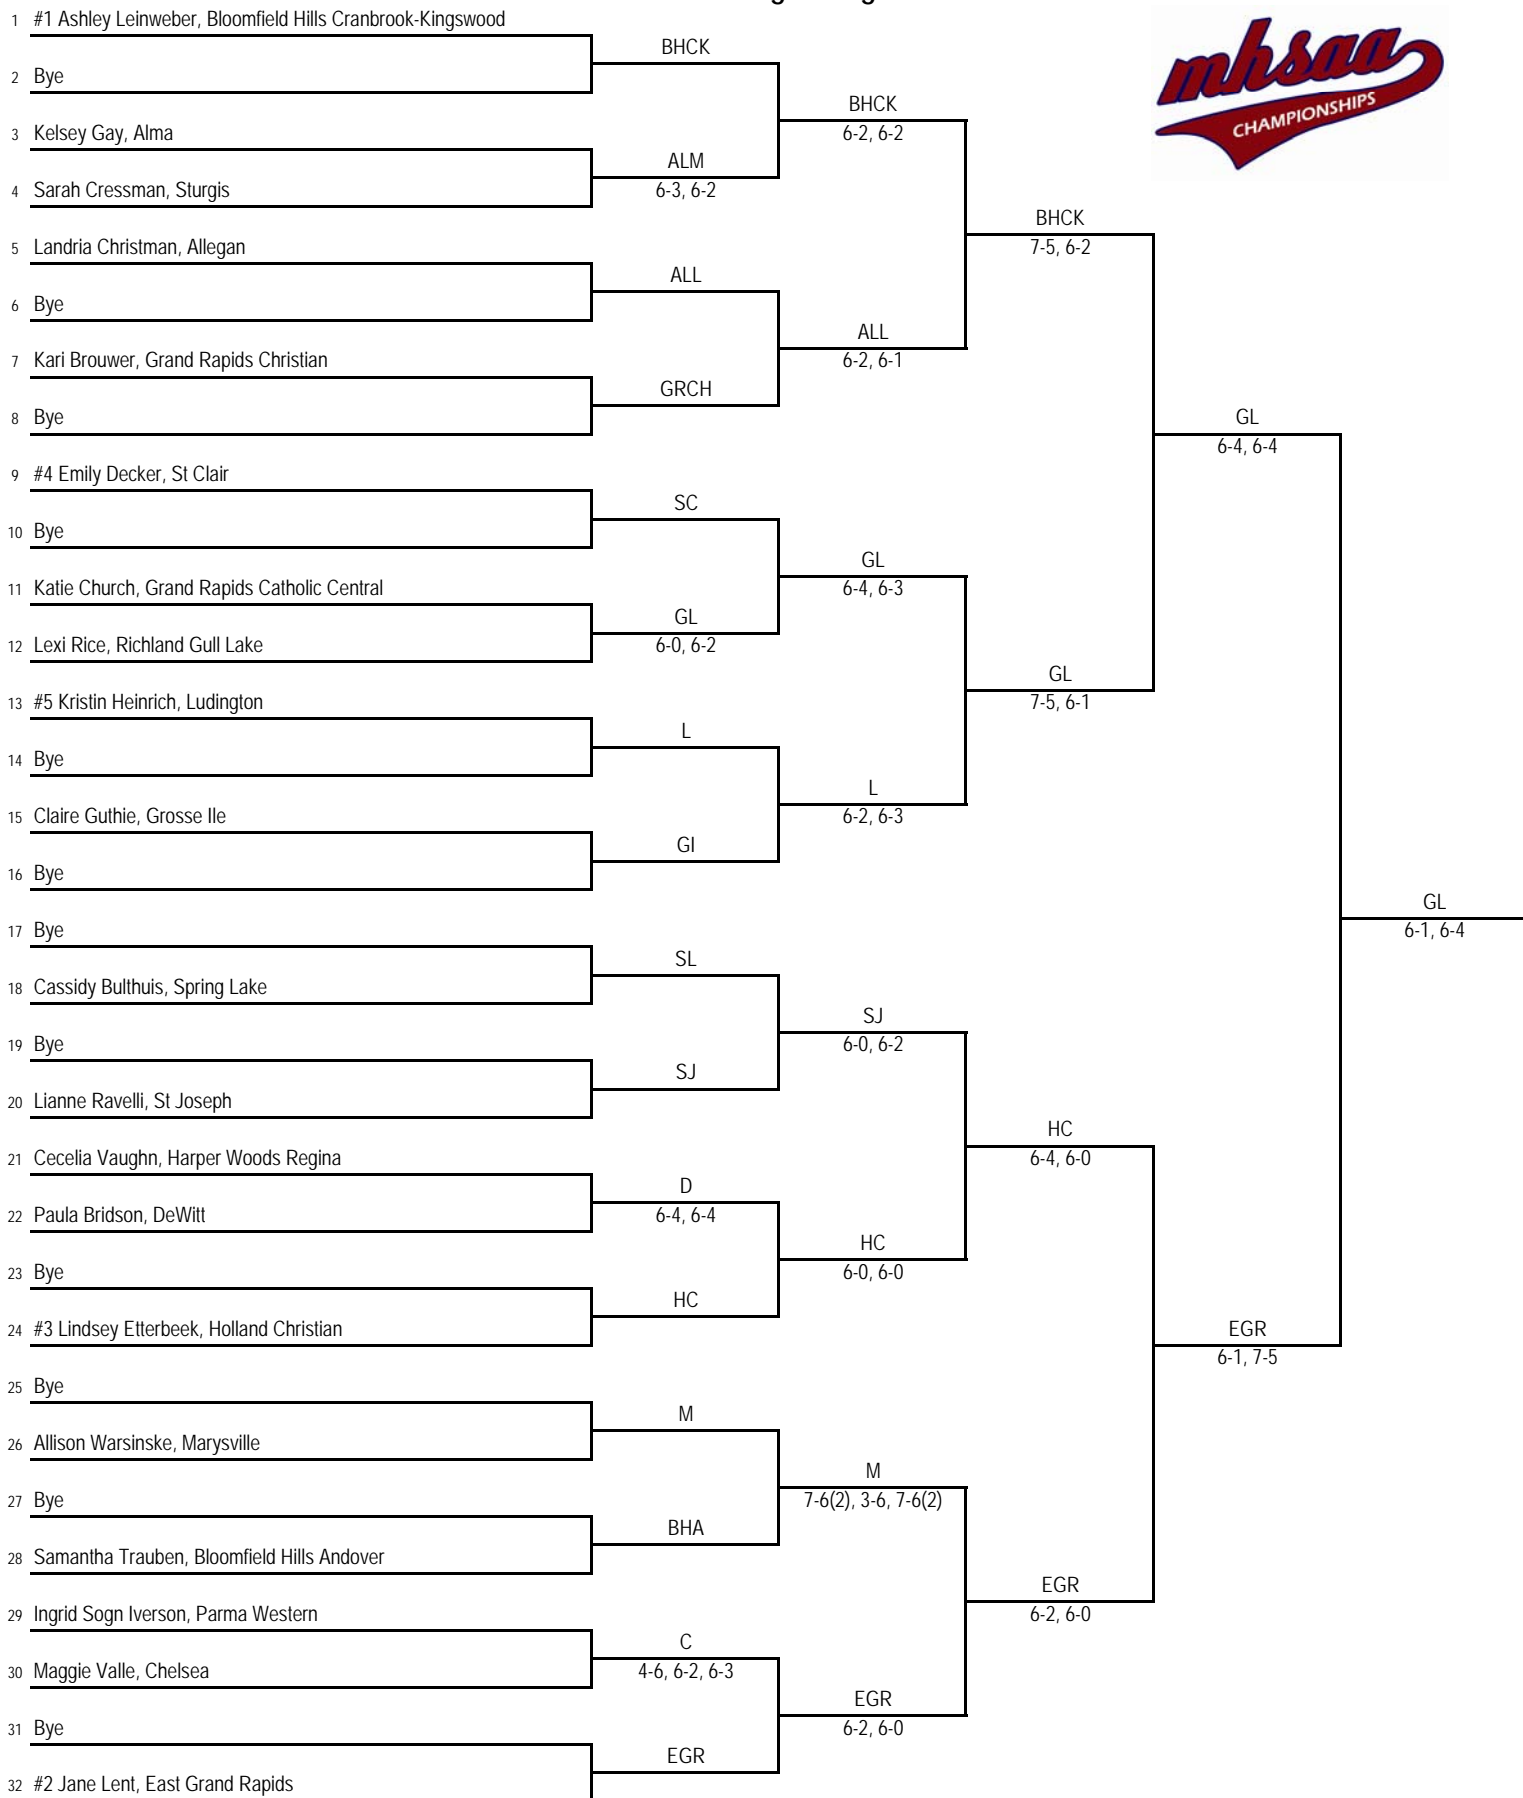 mhsaa
CHAMPIONSHIPS
1 #1 Ashley Leinweber, Bloomfield Hills Cranbrook-Kingswood
BHCK
2 Bye
BHCK
6-2, 6-2
3 Kelsey Gay, Alma
ALM
6-3, 6-2
4 Sarah Cressman, Sturgis
BHCK
7-5, 6-2
5 Landria Christman, Allegan
ALL
6 Bye
ALL
6-2, 6-1
7 Kari Brouwer, Grand Rapids Christian
GRCH
8 Bye
GL
6-4, 6-4
9 #4 Emily Decker, St Clair
SC
10 Bye
GL
6-4, 6-3
11 Katie Church, Grand Rapids Catholic Central
GL
6-0, 6-2
12 Lexi Rice, Richland Gull Lake
GL
7-5, 6-1
13 #5 Kristin Heinrich, Ludington
L
14 Bye
L
6-2, 6-3
15 Claire Guthie, Grosse Ile
GI
16 Bye
GL
6-1, 6-4
17 Bye
SL
18 Cassidy Bulthuis, Spring Lake
SJ
6-0, 6-2
19 Bye
SJ
20 Lianne Ravelli, St Joseph
HC
6-4, 6-0
21 Cecelia Vaughn, Harper Woods Regina
D
6-4, 6-4
22 Paula Bridson, DeWitt
HC
6-0, 6-0
23 Bye
HC
24 #3 Lindsey Etterbeek, Holland Christian
EGR
6-1, 7-5
25 Bye
M
26 Allison Warsinske, Marysville
M
7-6(2), 3-6, 7-6(2)
27 Bye
BHA
28 Samantha Trauben, Bloomfield Hills Andover
EGR
6-2, 6-0
29 Ingrid Sogn Iverson, Parma Western
C
4-6, 6-2, 6-3
30 Maggie Valle, Chelsea
EGR
6-2, 6-0
31 Bye
EGR
32 #2 Jane Lent, East Grand Rapids